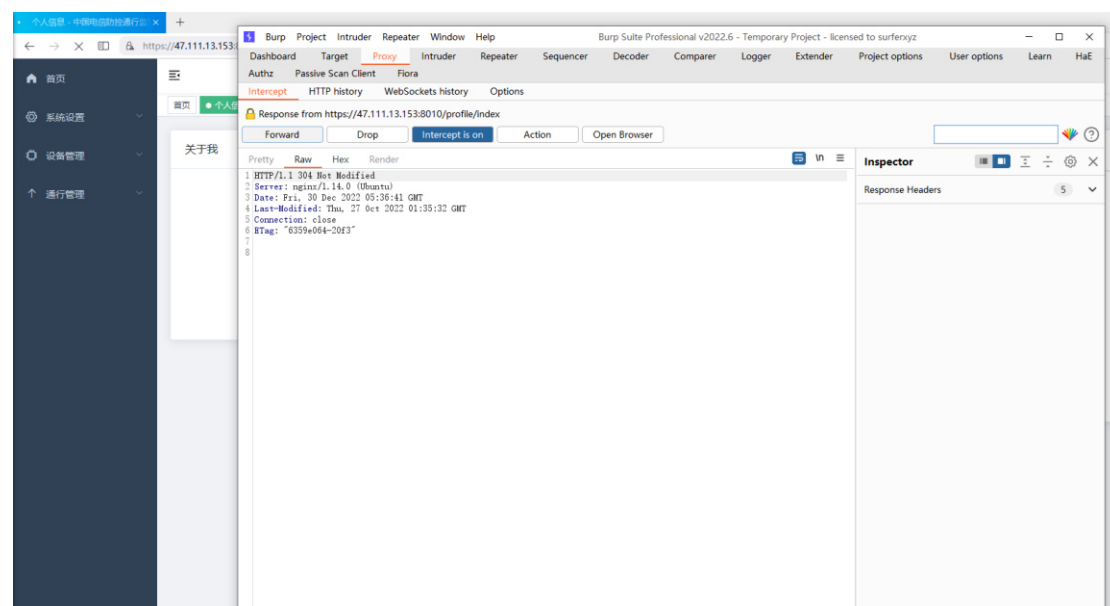 个人信息 - 中国电信防控通行
https://47.111.13.153:
首页
系统设置
设备管理
通行管理
首页 个人信
关于我
Burp Project Intruder Repeater Window Help Burp Suite Professional v2022.6 - Temporary Project - licensed to surferxyz
Dashboard Target Proxy Intruder Repeater Sequencer Decoder Comparer Logger Extender Project options User options Learn HaE
Authz Passive Scan Client Fiora
Intercept HTTP history WebSockets history Options
Response from https://47.111.13.153:8010/profile/index
Forward Drop Intercept is on Action Open Browser
Pretty Raw Hex Render \n
Inspector
Response Headers 5
1 HTTP/1.1 304 Not Modified
2 Server: nginx/1.14.0 (Ubuntu)
3 Date: Fri, 30 Dec 2022 05:36:41 GMT
4 Last-Modified: Thu, 27 Oct 2022 01:35:32 GMT
5 Connection: close
6 ETag: "6359e064-20f3"
7
8